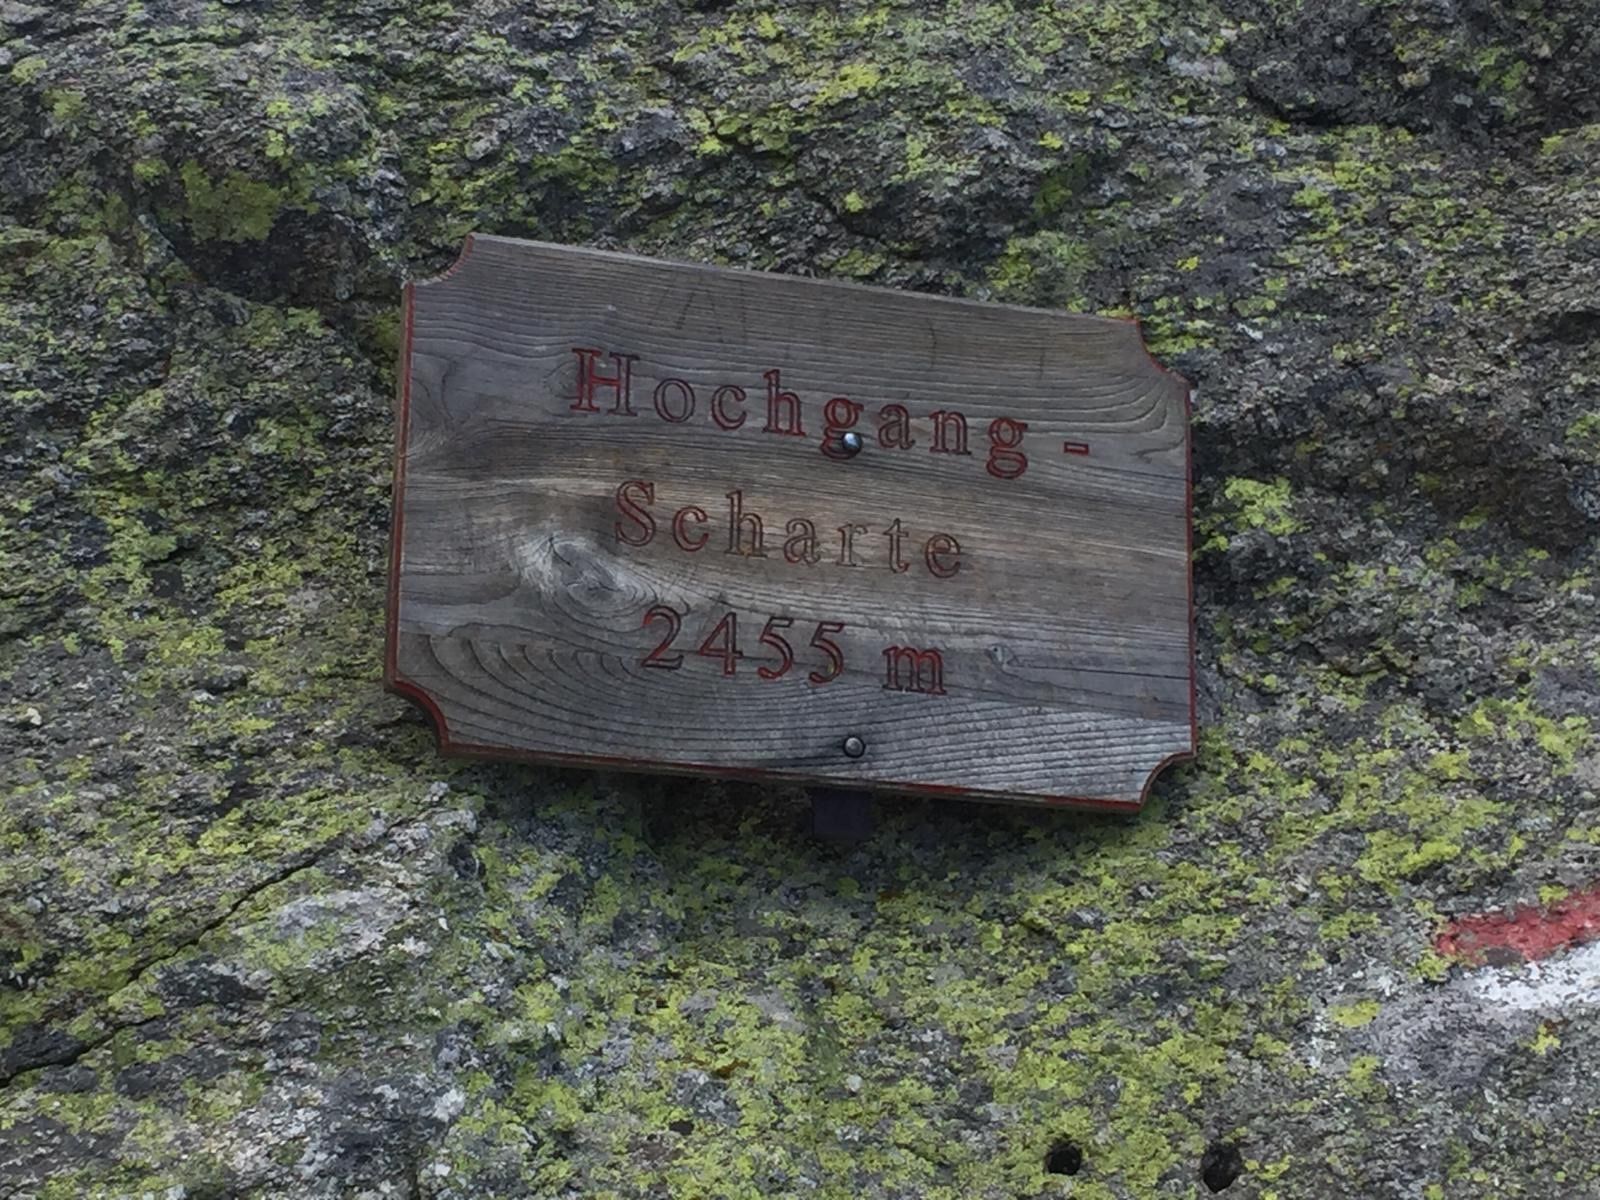 Hochgang -
Scharte
2455 m